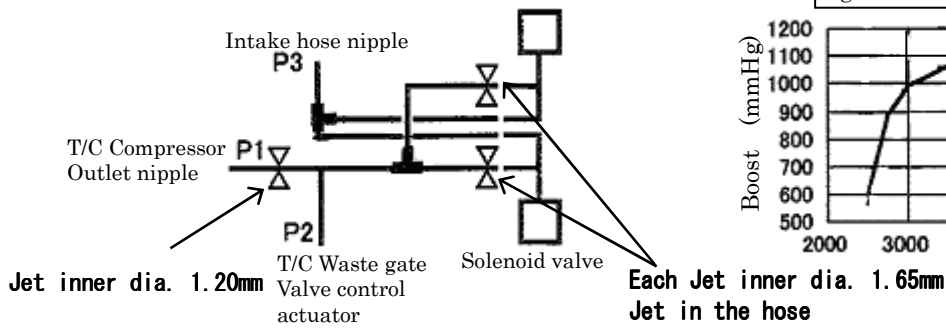 Intake hose nipple
P3
T/C Compressor
Outlet nipple
P1
P2
T/C Waste gate
Valve control
actuator
Solenoid valve
Jet inner dia. 1.20mm
Each Jet inner dia. 1.65mm
Jet in the hose
Boost (mmHg)
1200
1100
1000
900
800
700
600
500
2000 3000